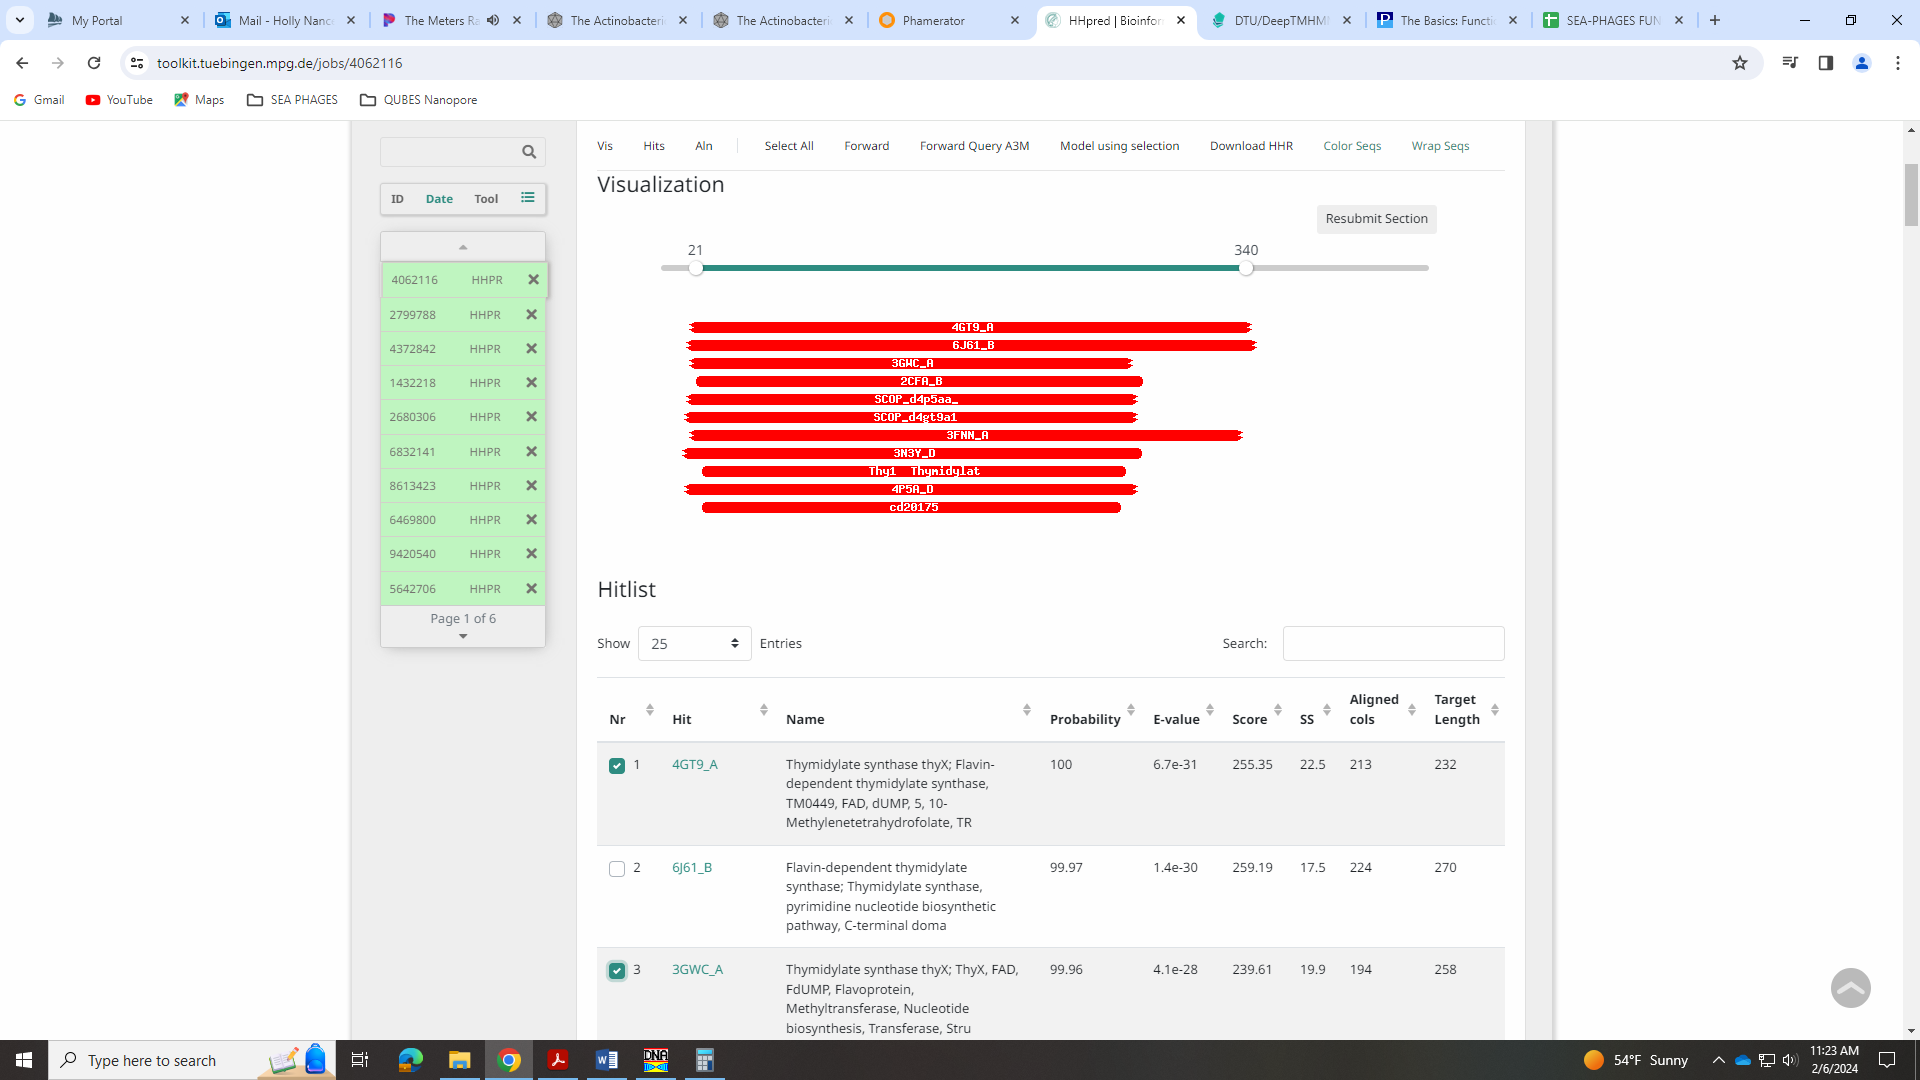 My Portal
Mail - Holly Nance
The Meters Ra
The Actinobacteri
The Actinobacteri
Phamerator
HHpred | Bioinfor
DTU/DeepTMHM
The Basics: Functi
SEA-PHAGES FUN
toolkit.tuebingen.mpg.de/jobs/4062116
Gmail
YouTube
Maps
SEA PHAGES
QUBES Nanopore
Vis Hits Aln Select All Forward Forward Query A3M Model using selection Download HHR Color Seqs Wrap Seqs
ID Date Tool
4062116 HHPR
2799788 HHPR
4372842 HHPR
1432218 HHPR
2680306 HHPR
6832141 HHPR
8613423 HHPR
6469800 HHPR
9420540 HHPR
5642706 HHPR
Page 1 of 6
Visualization
Resubmit Section
21 340
4GT9_A
6J61_B
3GWC_A
2CFA_B
SCOP_d4p5aa_
SCOP_d4gt9a1
3FNN_A
3N3Y_D
Thy1 Thymidylat
4P5A_D
cd20175
Hitlist
Show 25 Entries Search:
Nr Hit Name Probability E-value Score SS Aligned cols Target Length
1 4GT9_A Thymidylate synthase thyX; Flavin- 100 6.7e-31 255.35 22.5 213 232
dependent thymidylate synthase,
TM0449, FAD, dUMP, 5, 10-
Methylenetetrahydrofolate, TR
2 6J61_B Flavin-dependent thymidylate 99.97 1.4e-30 259.19 17.5 224 270
synthase; Thymidylate synthase,
pyrimidine nucleotide biosynthetic
pathway, C-terminal doma
3 3GWC_A Thymidylate synthase thyX; ThyX, FAD, 99.96 4.1e-28 239.61 19.9 194 258
FdUMP, Flavoprotein,
Methyltransferase, Nucleotide
biosynthesis, Transferase, Stru
Type here to search
DNA
54°F Sunny
11:23 AM
2/6/2024